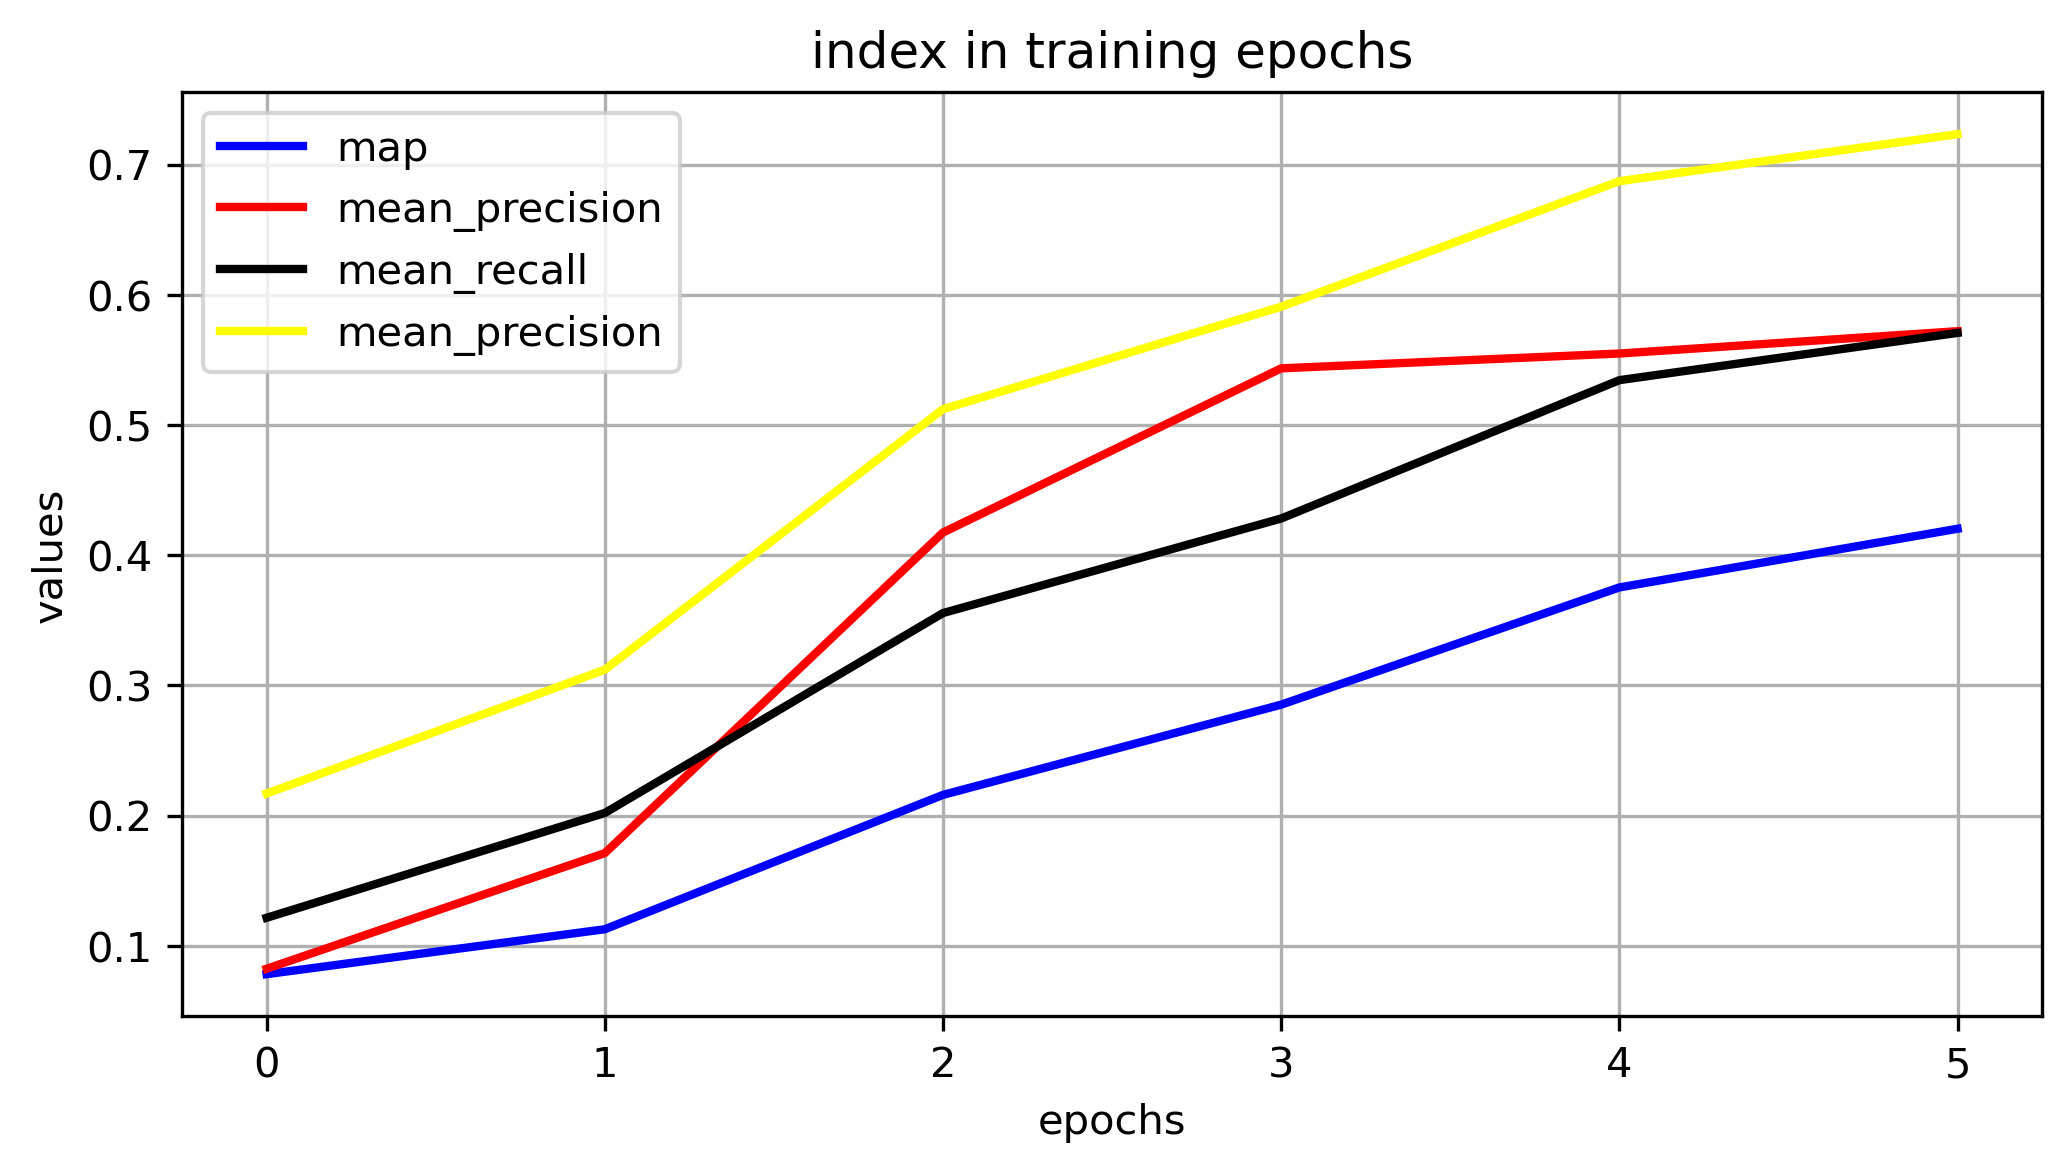 index in training epochs
map
mean_precision
mean_recall
mean_precision
values
0.7
0.6
0.5
0.4
0.3
0.2
0.1
0 1 2 3 4 5
epochs